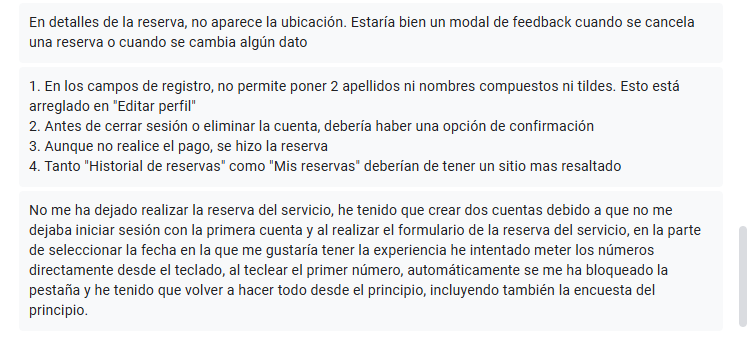 En detalles de la reserva, no aparece la ubicación. Estaría bien un modal de feedback cuando se cancela
una reserva o cuando se cambia algún dato
1. En los campos de registro, no permite poner 2 apellidos ni nombres compuestos ni tildes. Esto está
arreglado en "Editar perfil"
2. Antes de cerrar sesión o eliminar la cuenta, debería haber una opción de confirmación
3. Aunque no realice el pago, se hizo la reserva
4. Tanto "Historial de reservas" como "Mis reservas" deberían de tener un sitio mas resaltado
No me ha dejado realizar la reserva del servicio, he tenido que crear dos cuentas debido a que no me
dejaba iniciar sesión con la primera cuenta y al realizar el formulario de la reserva del servicio, en la parte
de seleccionar la fecha en la que me gustaría tener la experiencia he intentado meter los números
directamente desde el teclado, al teclear el primer número, automáticamente se me ha bloqueado la
pestaña y he tenido que volver a hacer todo desde el principio, incluyendo también la encuesta del
principio.